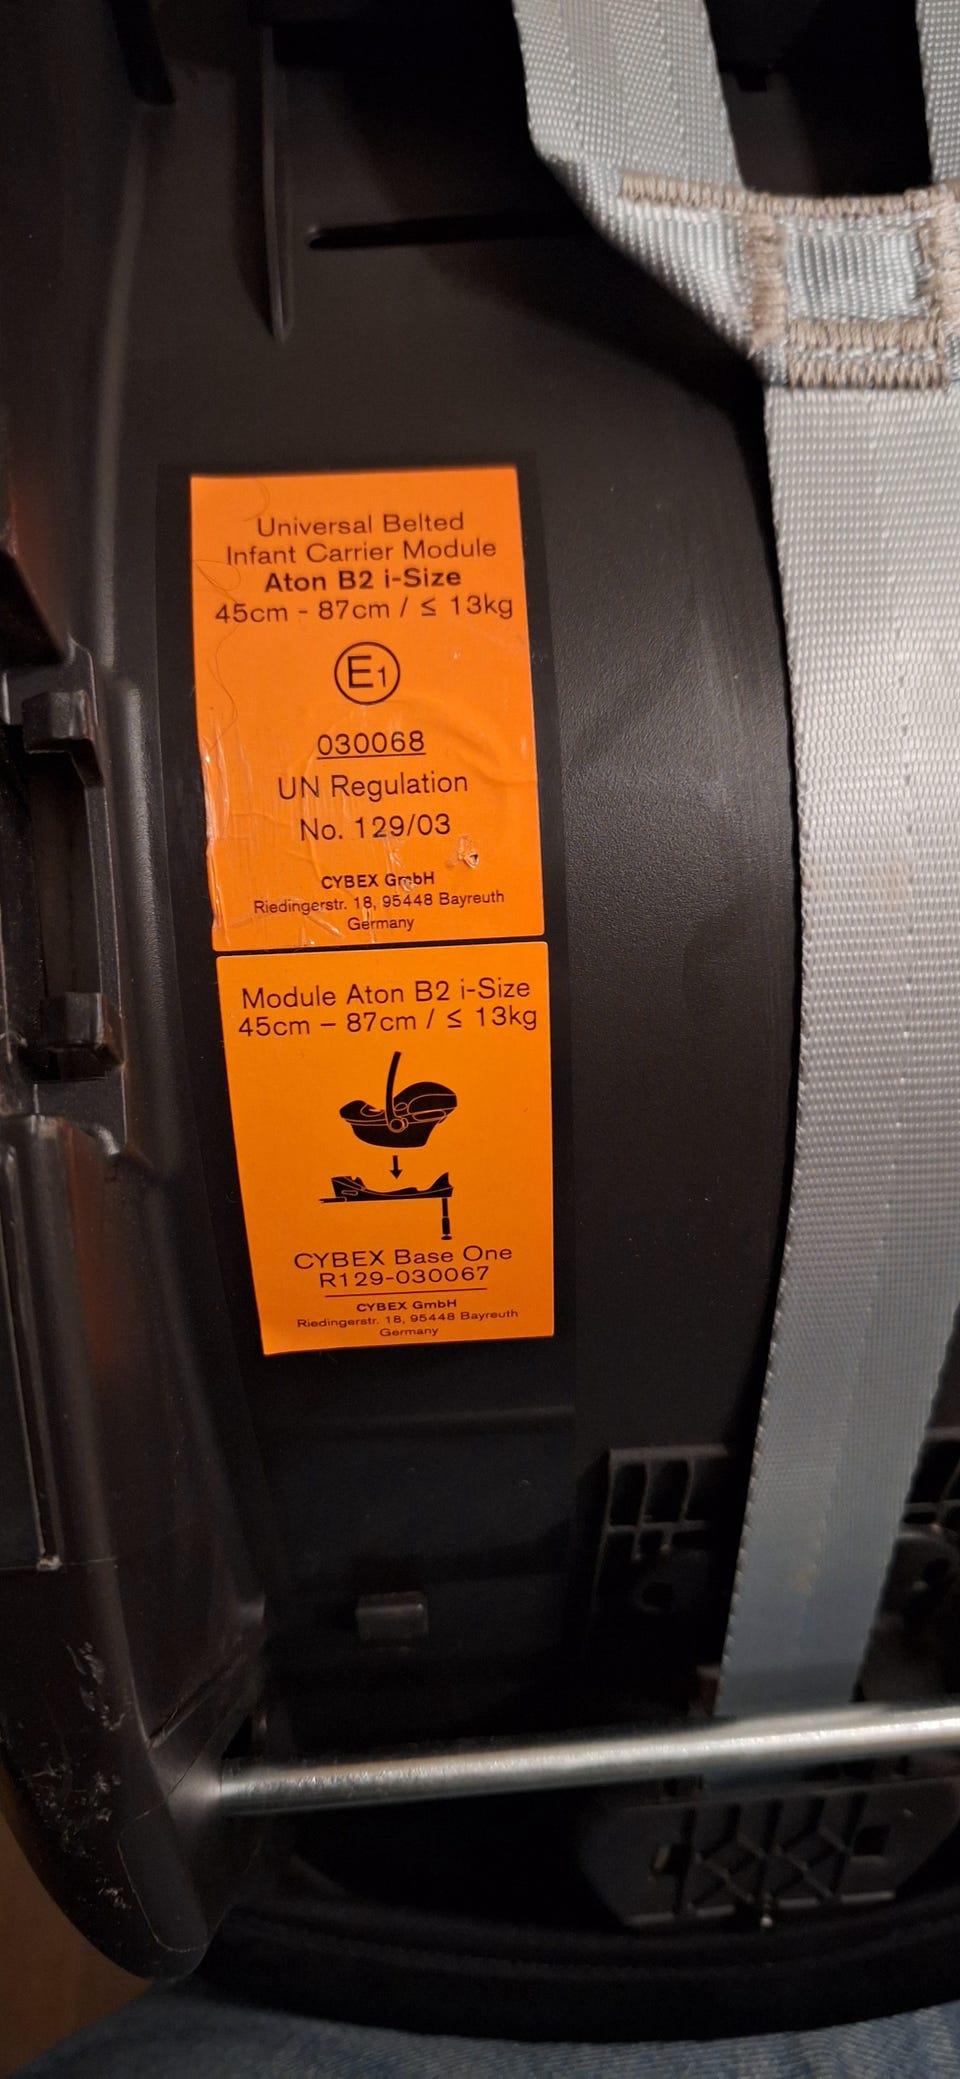 Universal Belted
Infant Carrier Module
Aton B2 i-Size
45cm - 87cm / ≤ 13kg
E1
030068
UN Regulation
No. 129/03
CYBEX GmbH
Riedingerstr. 18, 95448 Bayreuth
Germany
Module Aton B2 i-Size
45cm – 87cm / ≤ 13kg
CYBEX Base One
R129-030067
CYBEX GmbH
Riedingerstr. 18, 95448 Bayreuth
Germany